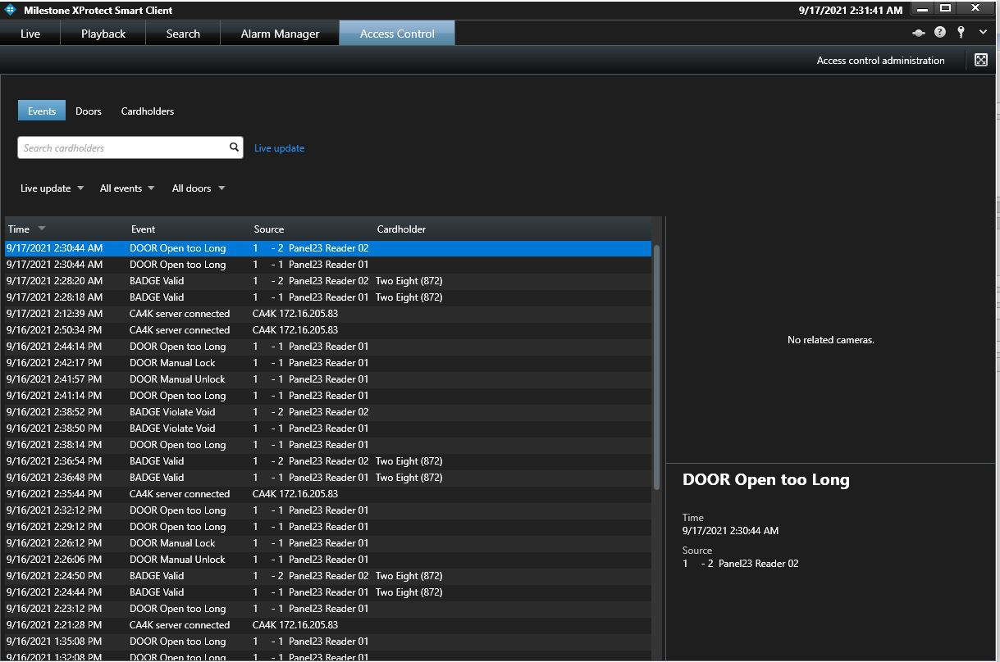 Milestone XProtect Smart Client 9/17/2021 2:31:41 AM
Live Playback Search Alarm Manager Access Control
Access control administration
Events Doors Cardholders
Search cardholders Live update
Live update All events All doors
Time Event Source Cardholder
9/17/2021 2:30:44 AM DOOR Open too Long 1 - 2 Panel23 Reader 02
9/17/2021 2:30:44 AM DOOR Open too Long 1 - 1 Panel23 Reader 01
9/17/2021 2:28:20 AM BADGE Valid 1 - 2 Panel23 Reader 02 Two Eight (872)
9/17/2021 2:28:18 AM BADGE Valid 1 - 1 Panel23 Reader 01 Two Eight (872)
9/17/2021 2:12:39 AM CA4K server connected CA4K 172.16.205.83
9/16/2021 2:50:34 PM CA4K server connected CA4K 172.16.205.83
9/16/2021 2:44:14 PM DOOR Open too Long 1 - 1 Panel23 Reader 01
9/16/2021 2:42:17 PM DOOR Manual Lock 1 - 1 Panel23 Reader 01
9/16/2021 2:41:57 PM DOOR Manual Unlock 1 - 1 Panel23 Reader 01
9/16/2021 2:41:14 PM DOOR Open too Long 1 - 1 Panel23 Reader 01
9/16/2021 2:38:52 PM BADGE Violate Void 1 - 2 Panel23 Reader 02
9/16/2021 2:38:50 PM BADGE Violate Void 1 - 1 Panel23 Reader 01
9/16/2021 2:38:14 PM DOOR Open too Long 1 - 1 Panel23 Reader 01
9/16/2021 2:36:54 PM BADGE Valid 1 - 2 Panel23 Reader 02 Two Eight (872)
9/16/2021 2:36:48 PM BADGE Valid 1 - 1 Panel23 Reader 01 Two Eight (872)
9/16/2021 2:35:44 PM CA4K server connected CA4K 172.16.205.83
9/16/2021 2:32:12 PM DOOR Open too Long 1 - 1 Panel23 Reader 01
9/16/2021 2:29:12 PM DOOR Open too Long 1 - 1 Panel23 Reader 01
9/16/2021 2:26:12 PM DOOR Manual Lock 1 - 1 Panel23 Reader 01
9/16/2021 2:26:06 PM DOOR Manual Unlock 1 - 1 Panel23 Reader 01
9/16/2021 2:24:50 PM BADGE Valid 1 - 2 Panel23 Reader 02 Two Eight (872)
9/16/2021 2:24:44 PM BADGE Valid 1 - 1 Panel23 Reader 01 Two Eight (872)
9/16/2021 2:23:12 PM DOOR Open too Long 1 - 1 Panel23 Reader 01
9/16/2021 2:21:28 PM CA4K server connected CA4K 172.16.205.83
9/16/2021 1:35:08 PM DOOR Open too Long 1 - 1 Panel23 Reader 01
9/16/2021 1:32:08 PM DOOR Open too Long 1 - 1 Panel23 Reader 01
No related cameras.
DOOR Open too Long
Time
9/17/2021 2:30:44 AM
Source
1 - 2 Panel23 Reader 02